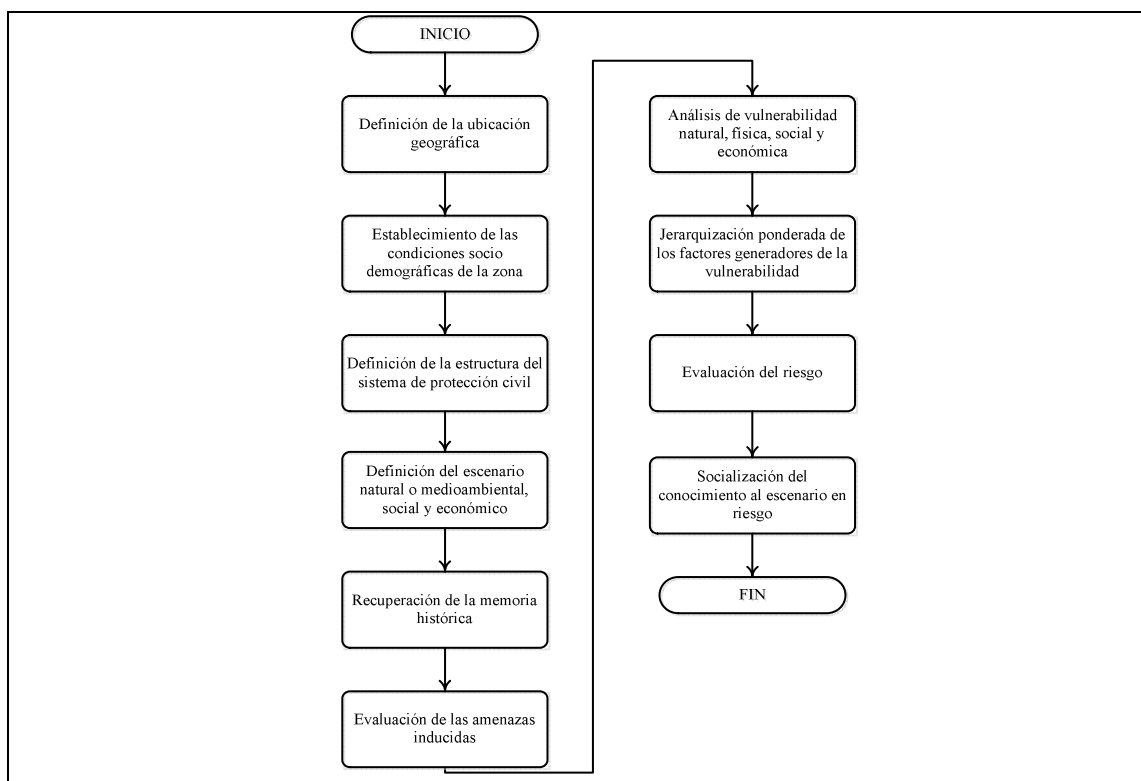 INICIO
Definición de la ubicación
geográfica
Establecimiento de las
condiciones socio
demográficas de la zona
Definición de la estructura del
sistema de protección civil
Definición del escenario
natural o medioambiental,
social y económico
Recuperación de la memoria
histórica
Evaluación de las amenazas
inducidas
Análisis de vulnerabilidad
natural, física, social y
económica
Jerarquización ponderada de
los factores generadores de la
vulnerabilidad
Evaluación del riesgo
Socialización del
conocimiento al escenario en
riesgo
FIN